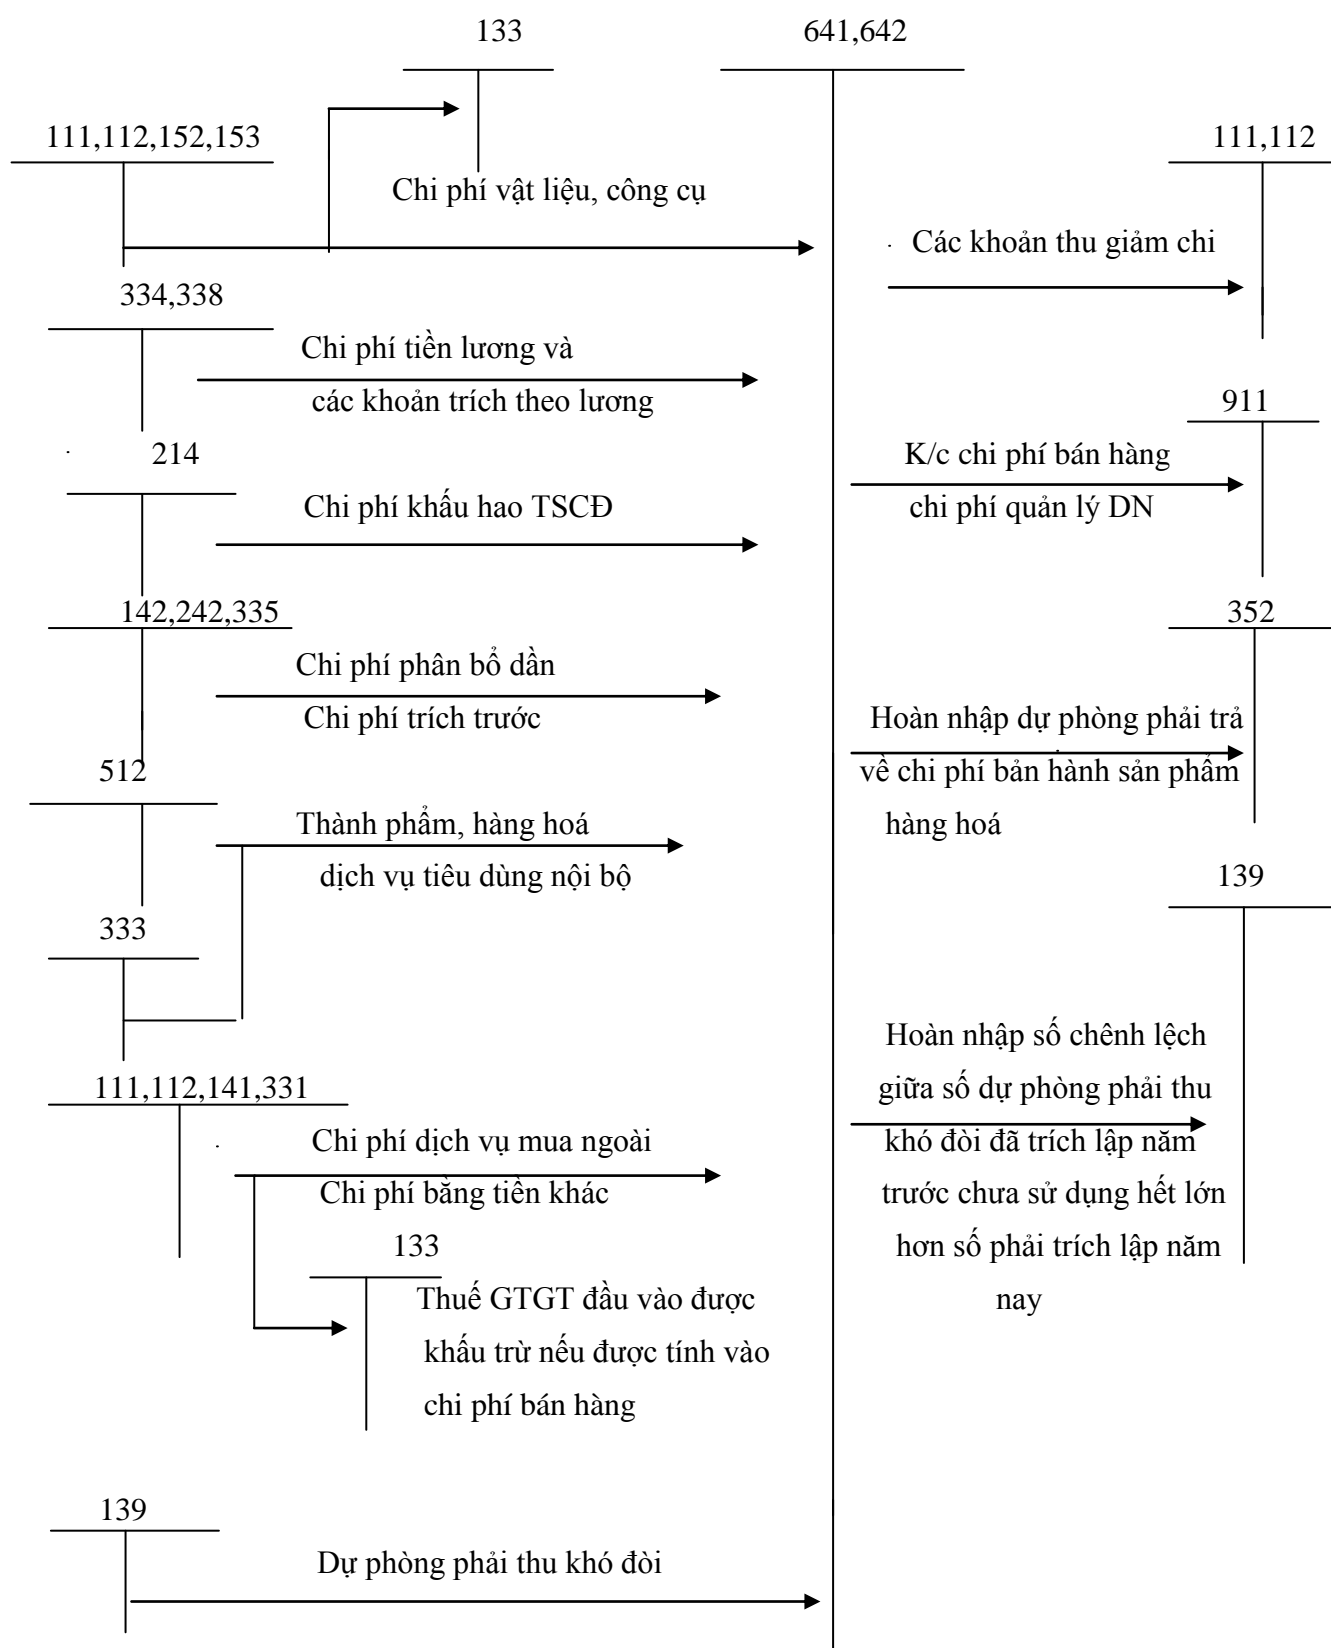 133
641,642
111,112,152,153
111,112
Chi phí vật liệu, công cụ
Các khoản thu giảm chi
334,338
Chi phí tiền lương và
các khoản trích theo lương
911
214
K/c chi phí bán hàng
chi phí quản lý DN
Chi phí khấu hao TSCĐ
142,242,335
352
Chi phí phân bổ dần
Chi phí trích trước
Hoàn nhập dự phòng phải trả
về chi phí bản hành sản phẩm
hàng hoá
512
Thành phẩm, hàng hoá
dịch vụ tiêu dùng nội bộ
139
333
Hoàn nhập số chênh lệch
giữa số dự phòng phải thu
khó đòi đã trích lập năm
trước chưa sử dụng hết lớn
hơn số phải trích lập năm
nay
111,112,141,331
Chi phí dịch vụ mua ngoài
Chi phí bằng tiền khác
133
Thuế GTGT đầu vào được
khấu trừ nếu được tính vào
chi phí bán hàng
139
Dự phòng phải thu khó đòi